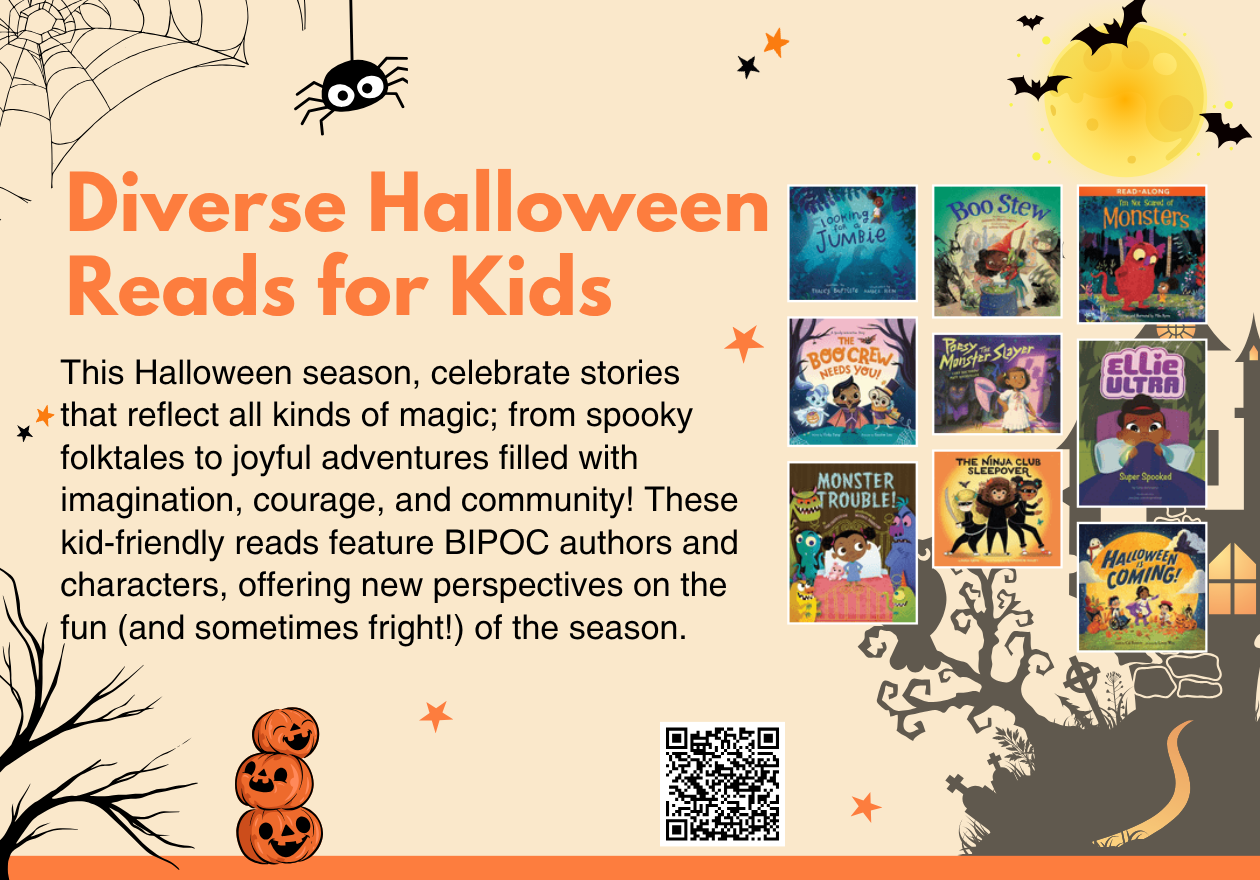 Diverse Halloween
Reads for Kids
This Halloween season, celebrate stories
that reflect all kinds of magic; from spooky
folktales to joyful adventures filled with
imagination, courage, and community! These
kid-friendly reads feature BIPOC authors and
characters, offering new perspectives on the
fun (and sometimes fright!) of the season.
Looking
for a
Jumbie
Boo Stew
READ-ALONG
I'm Not Scared of
Monsters
THE
BOO CREW
NEEDS YOU!
Poesy THE
Monster Slayer
ELLIE
ULTRA
Super Spooked
MONSTER
TROUBLE!
THE NINJA CLUB
SLEEPOVER
HALLOWEEN
IS
COMING!